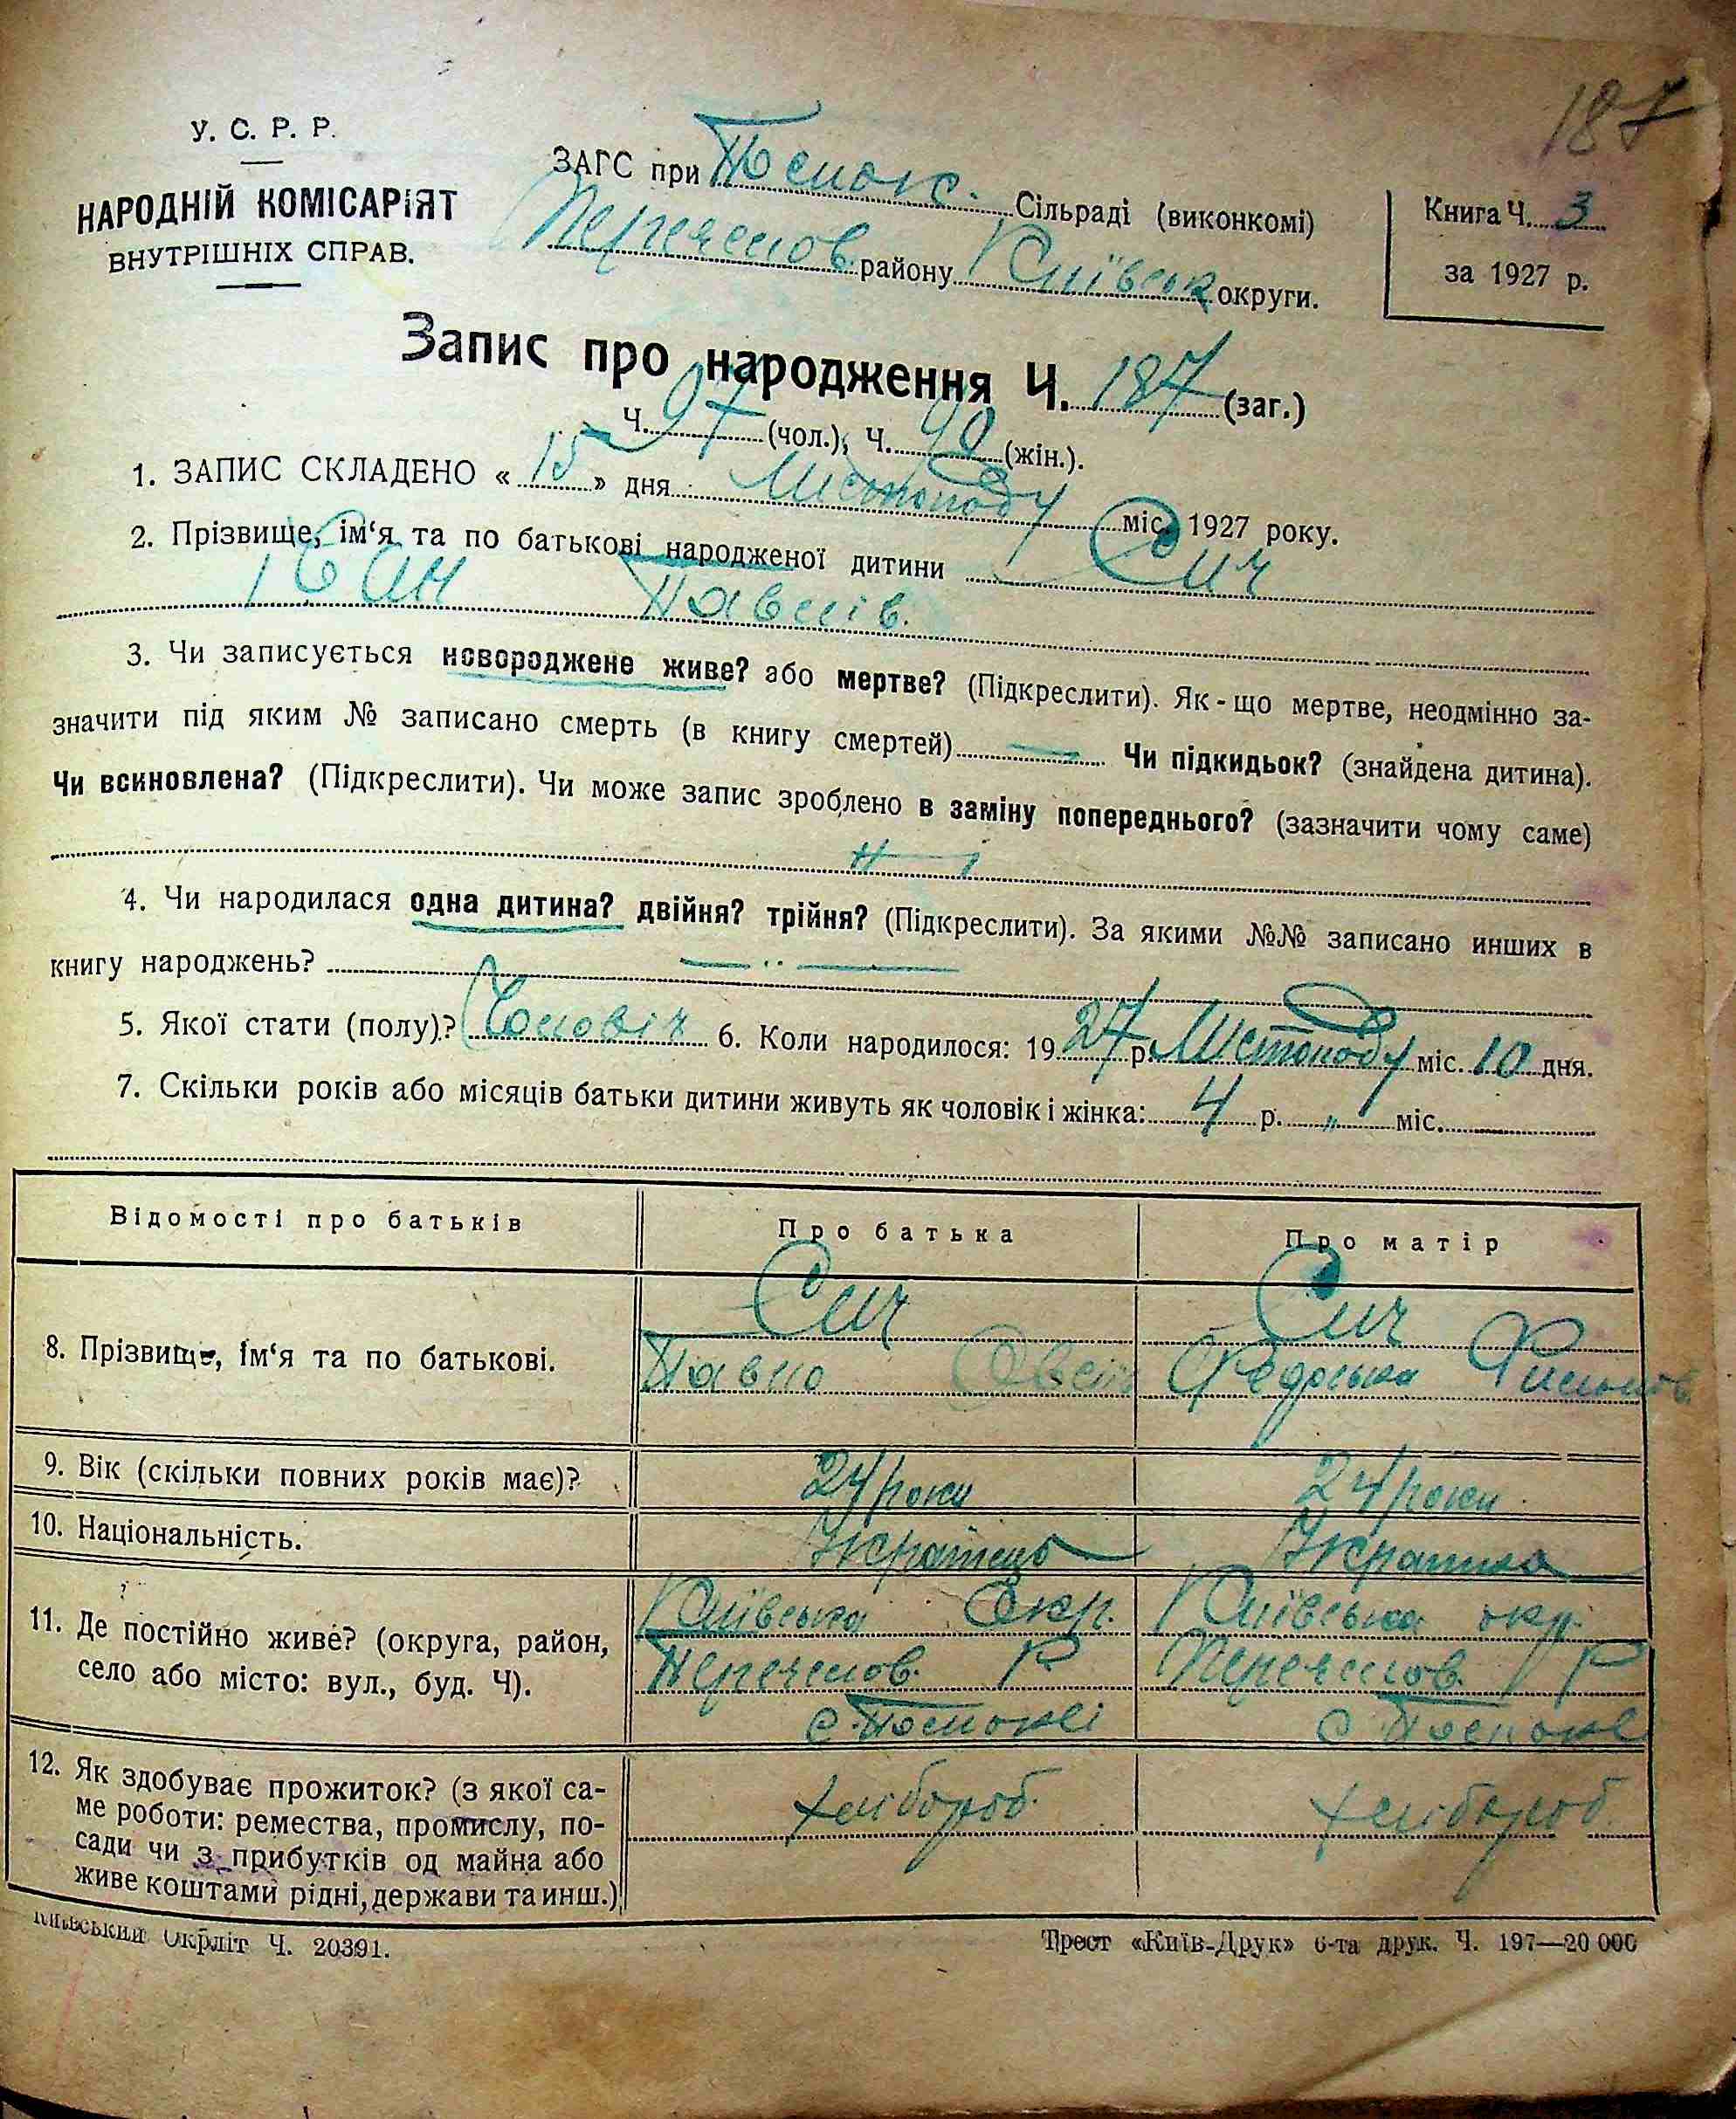 187
У. С. Р. Р.
НАРОДНІЙ КОМІСАРІЯТ
ВНУТРІШНІХ СПРАВ.
ЗАГС при Сільраді (виконкомі)
Переяслов. району Київськ округи.
Книга Ч. 3
за 1927 р.
Запис про народження Ч. 187 (заг.)
Ч. 97 (чол.), Ч. 90 (жін.).
1. ЗАПИС СКЛАДЕНО « 15 » дня Листопаду міс. 1927 року.
2. Прізвище, ім‘я та по батькові народженої дитини Сич
Іван Павлів.
3. Чи записується новороджене живе? або мертве? (Підкреслити). Як-що мертве, неодмінно за-
значити під яким № записано смерть (в книгу смертей) — Чи підкидьок? (знайдена дитина).
Чи всиновлена? (Підкреслити). Чи може запис зроблено в заміну попереднього? (зазначити чому саме)
4. Чи народилася одна дитина? двійня? трійня? (Підкреслити). За якими №№ записано инших в
книгу народжень? — „ —
5. Якої стати (полу)? Чоловіч 6. Коли народилося: 1927 р. Листопаду міс. 10 дня.
7. Скільки років або місяців батьки дитини живуть як чоловік і жінка: 4 р. „ міс.
Відомості про батьків Про батька Про матір
8. Прізвище, ім‘я та по батькові. Сич Сич
Павло Федоська
9. Вік (скільки повних років має)? 24 роки 24 роки
10. Національність. Українець Українка
11. Де постійно живе? (округа, район,
село або місто: вул., буд. Ч).
Київська Окр. Київська окр.
Переяслов. Р Переяслов. Р
12. Як здобуває прожиток? (з якої са-
ме роботи: ремества, промислу, по-
сади чи з прибутків од майна або
живе коштами рідні, держави та инш.)
хлібороб. хлібороб.
Київський Окрліт Ч. 20391.
Трест «Київ-Друк» 6-та друк. Ч. 197—20 000